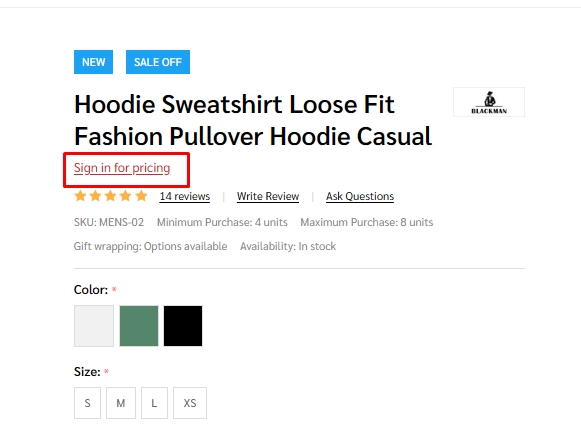 NEW SALE OFF
Hoodie Sweatshirt Loose Fit
Fashion Pullover Hoodie Casual
BLACKMAN
Sign in for pricing
14 reviews | Write Review | Ask Questions
SKU: MENS-02 Minimum Purchase: 4 units Maximum Purchase: 8 units
Gift wrapping: Options available Availability: In stock
Color: *
Size: *
S M L XS